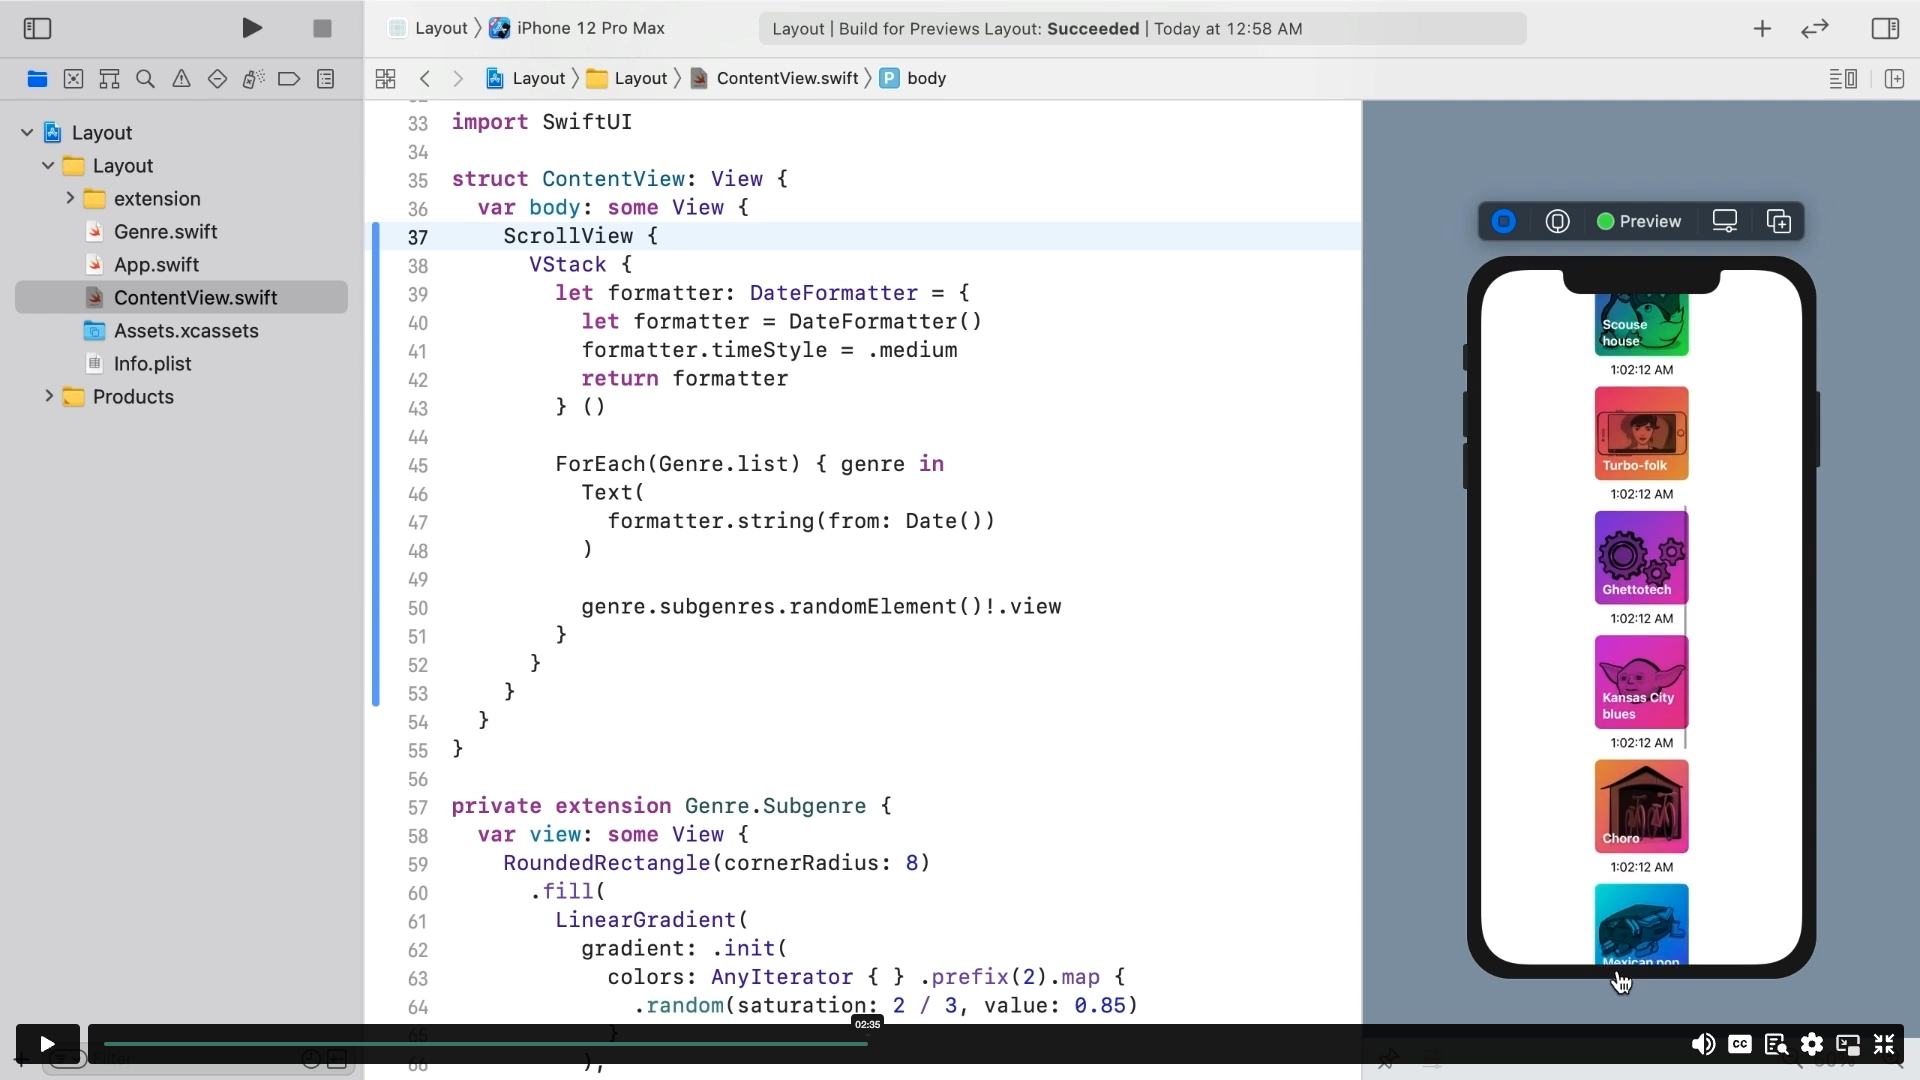 Layout
iPhone 12 Pro Max
Layout | Build for Previews Layout: Succeeded | Today at 12:58 AM
Layout
Layout
ContentView.swift
P
body
Layout
Layout
extension
Genre.swift
App.swift
ContentView.swift
Assets.xcassets
Info.plist
Products
33 import SwiftUI
34
35 struct ContentView: View {
36 var body: some View {
37 ScrollView {
38 VStack {
39 let formatter: DateFormatter = {
40 let formatter = DateFormatter()
41 formatter.timeStyle = .medium
42 return formatter
43 } ()
44
45 ForEach(Genre.list) { genre in
46 Text(
47 formatter.string(from: Date())
48 )
49
50 genre.subgenres.randomElement()!.view
51 }
52 }
53 }
54 }
55 }
56
57 private extension Genre.Subgenre {
58 var view: some View {
59 RoundedRectangle(cornerRadius: 8)
60 .fill(
61 LinearGradient(
62 gradient: .init(
63 colors: AnyIterator { } .prefix(2).map {
64 .random(saturation: 2 / 3, value: 0.85)
65 }
66 ),
Preview
Scouse
house
1:02:12 AM
Turbo-folk
1:02:12 AM
Ghettotech
1:02:12 AM
Kansas City
blues
1:02:12 AM
Choro
1:02:12 AM
Mexican pop
02:35
Filter
CC